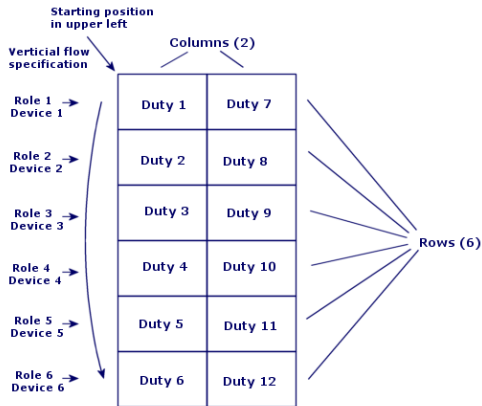 Starting position
in upper left
Columns (2)
Verticial flow
specification
Role 1
Device 1
Duty 1
Duty 7
Role 2
Device 2
Duty 2
Duty 8
Role 3
Device 3
Duty 3
Duty 9
Rows (6)
Role 4
Device 4
Duty 4
Duty 10
Role 5
Device 5
Duty 5
Duty 11
Role 6
Device 6
Duty 6
Duty 12